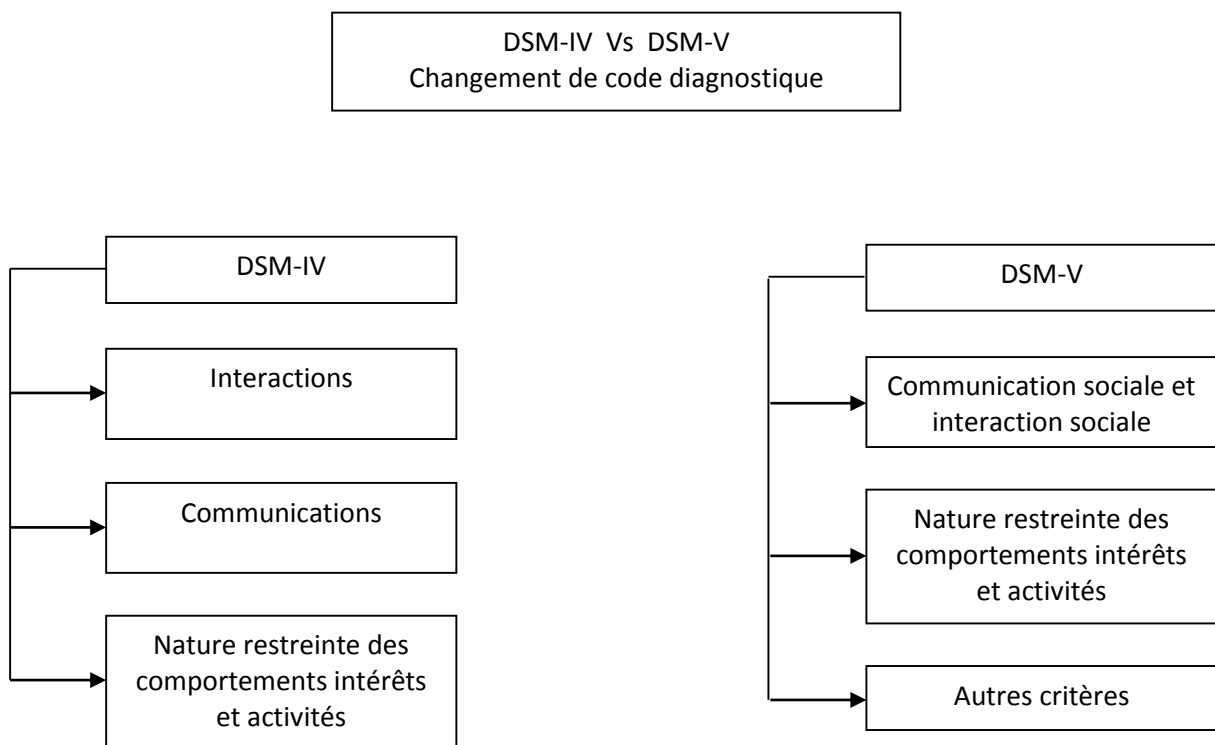 DSM-IV Vs DSM-V
Changement de code diagnostique
DSM-IV
Interactions
Communications
Nature restreinte des
comportements intérêts
et activités
DSM-V
Communication sociale et
interaction sociale
Nature restreinte des
comportements intérêts
et activités
Autres critères